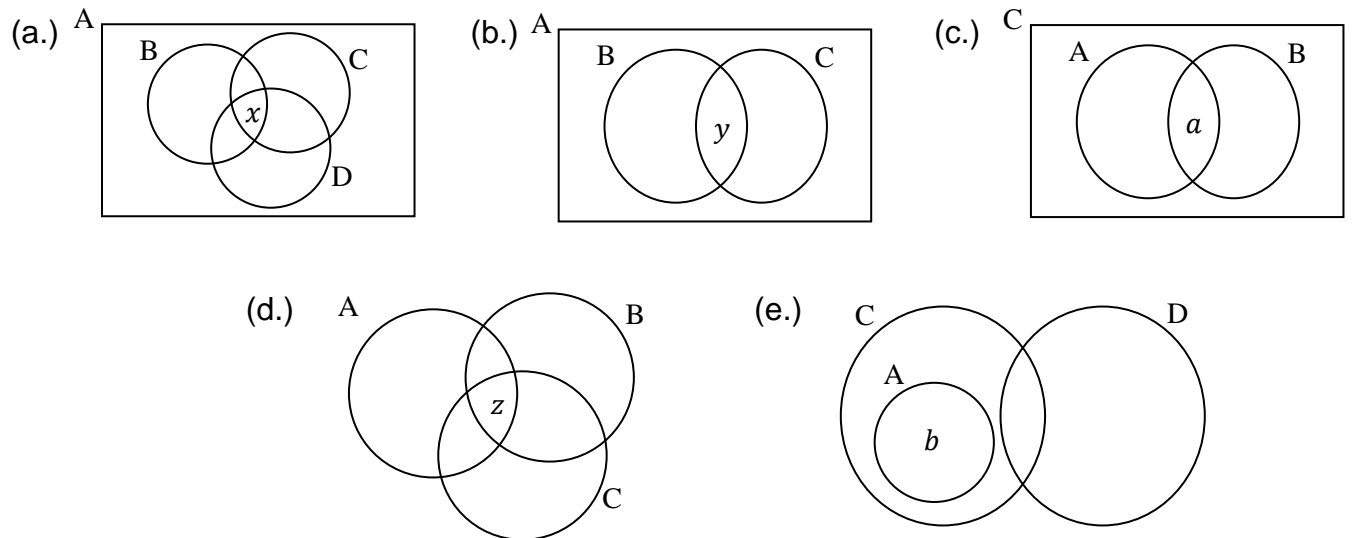 (a.) A B C x D
(b.) A B C y
(c.) C A B a
(d.) A B z C
(e.) C D A b